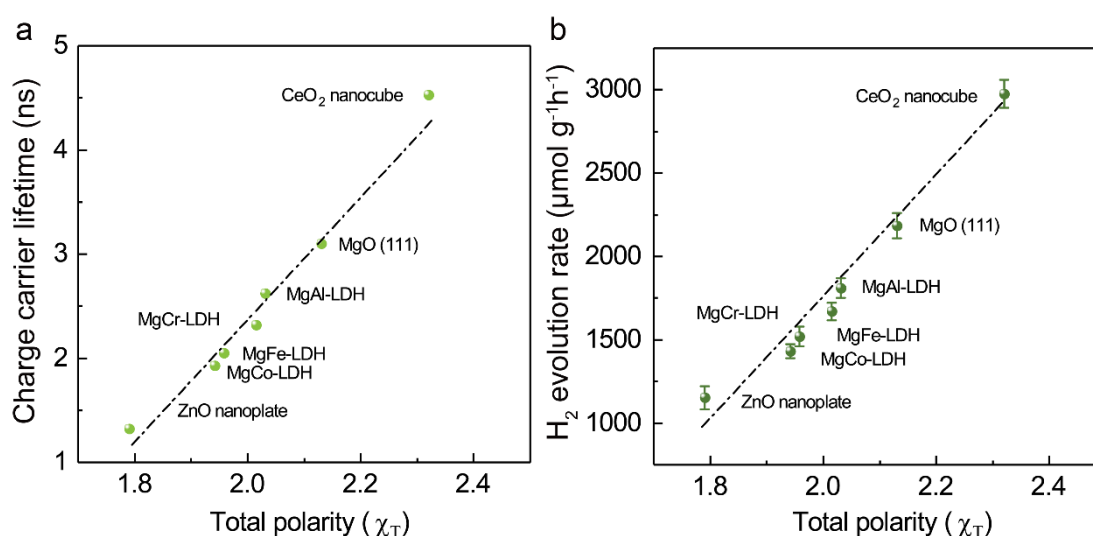 a
Charge carrier lifetime (ns)
5
4
3
2
1
CeO₂ nanocube
MgO (111)
MgAl-LDH
MgCr-LDH
MgFe-LDH
MgCo-LDH
ZnO nanoplate
1.8 2.0 2.2 2.4
Total polarity ( χ_T)
b
H₂ evolution rate (μmol g⁻¹h⁻¹)
3000
2500
2000
1500
1000
CeO₂ nanocube
MgO (111)
MgAl-LDH
MgCr-LDH
MgFe-LDH
MgCo-LDH
ZnO nanoplate
1.8 2.0 2.2 2.4
Total polarity ( χ_T)